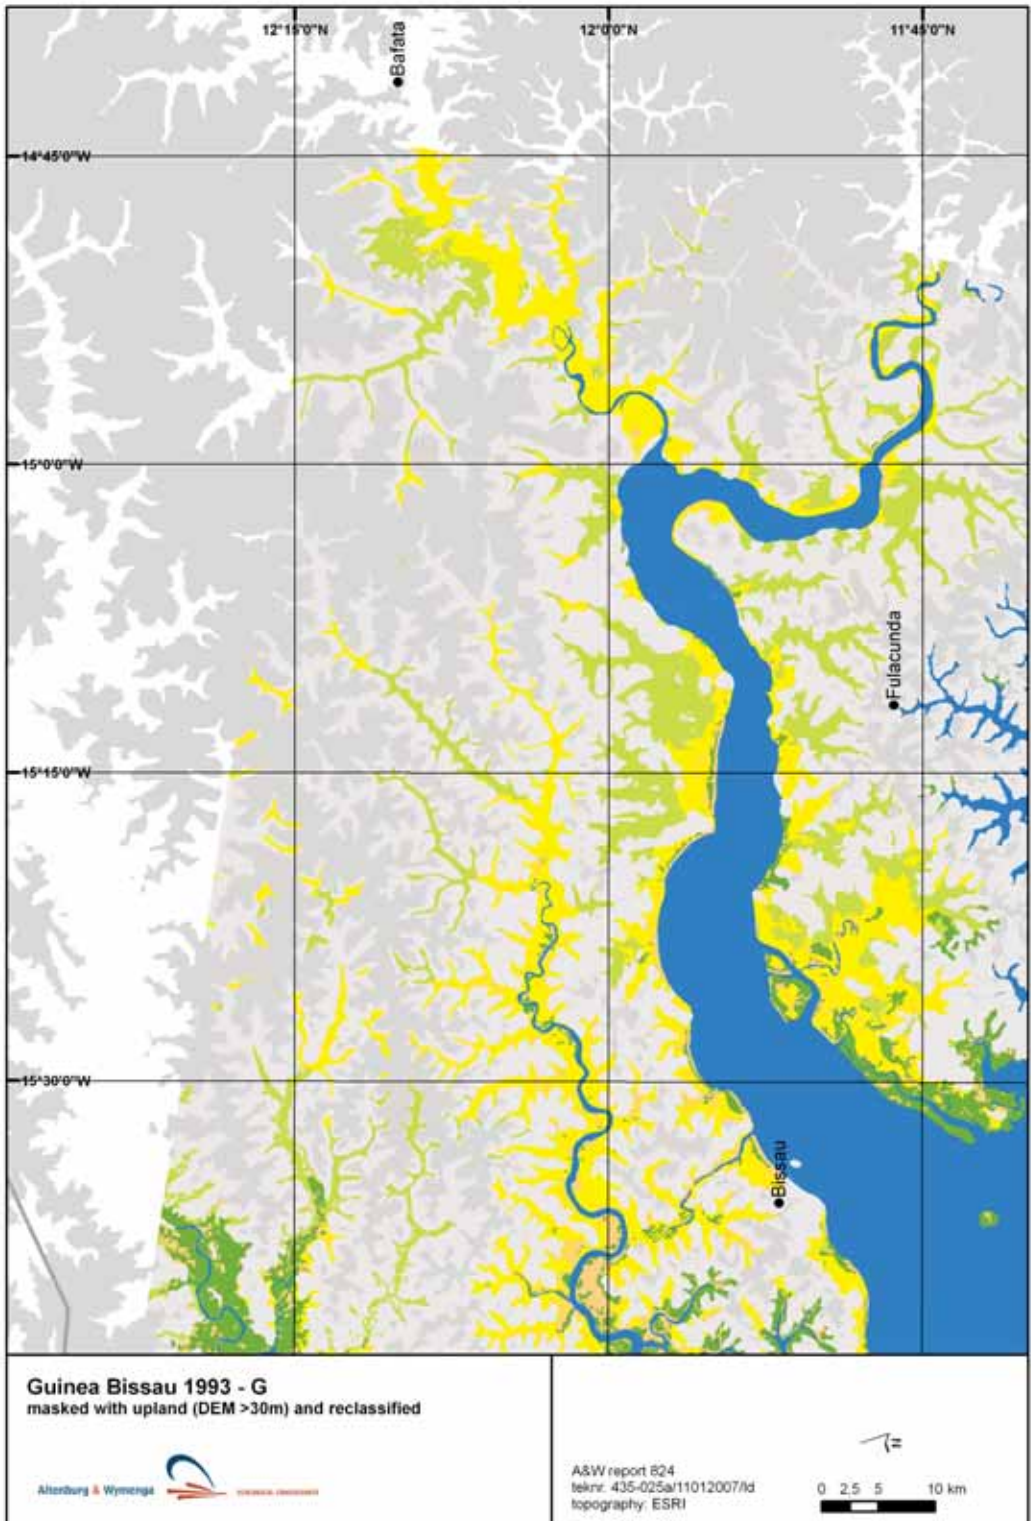 12°15'0"N
12°0'0"N
11°45'0"N
Bafata
14°45'0"W
15°0'0"W
Fulacunda
15°15'0"W
15°30'0"W
Bissau
Guinea Bissau 1993 - G
masked with upland (DEM >30m) and reclassified
Altenburg & Wymenga
A&W report 824
teknr. 435-025a/11012007/ld
topography: ESRI
N
0 2,5 5 10 km